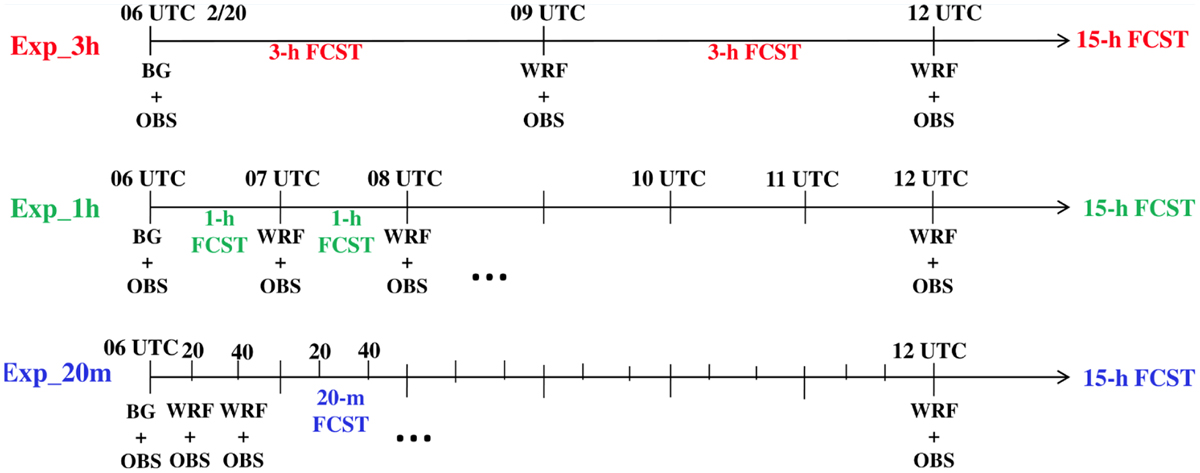 06 UTC 2/20 09 UTC 12 UTC
Exp_3h 3-h FCST 3-h FCST 15-h FCST
BG WRF WRF
+ + +
OBS OBS OBS
06 UTC 07 UTC 08 UTC 10 UTC 11 UTC 12 UTC
Exp_1h 15-h FCST
1-h 1-h
FCST FCST
BG WRF WRF WRF
+ + + +
OBS OBS OBS ... OBS
06 UTC 20 40 20 40 12 UTC
Exp_20m 15-h FCST
20-m
FCST
BG WRF WRF WRF
+ + + ... +
OBS OBS OBS OBS